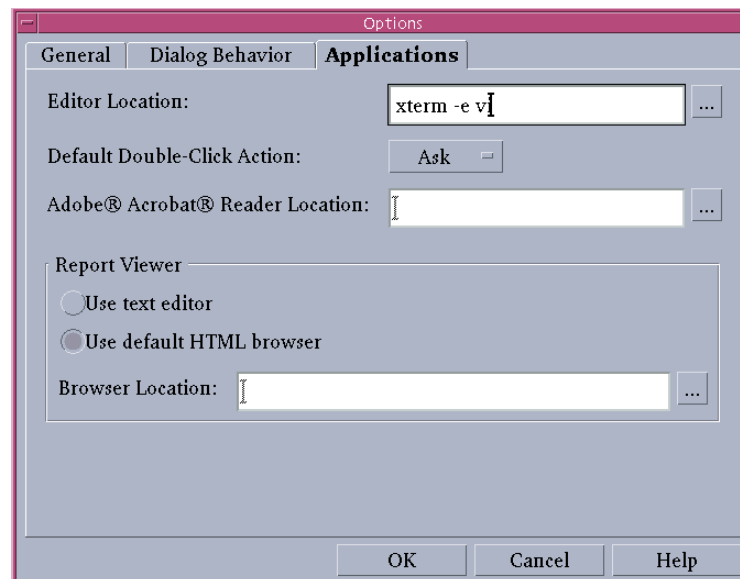 Options
General Dialog Behavior Applications
Editor Location: xterm -e vi ...
Default Double-Click Action: Ask
Adobe® Acrobat® Reader Location: ...
Report Viewer
Use text editor
Use default HTML browser
Browser Location: ...
OK Cancel Help